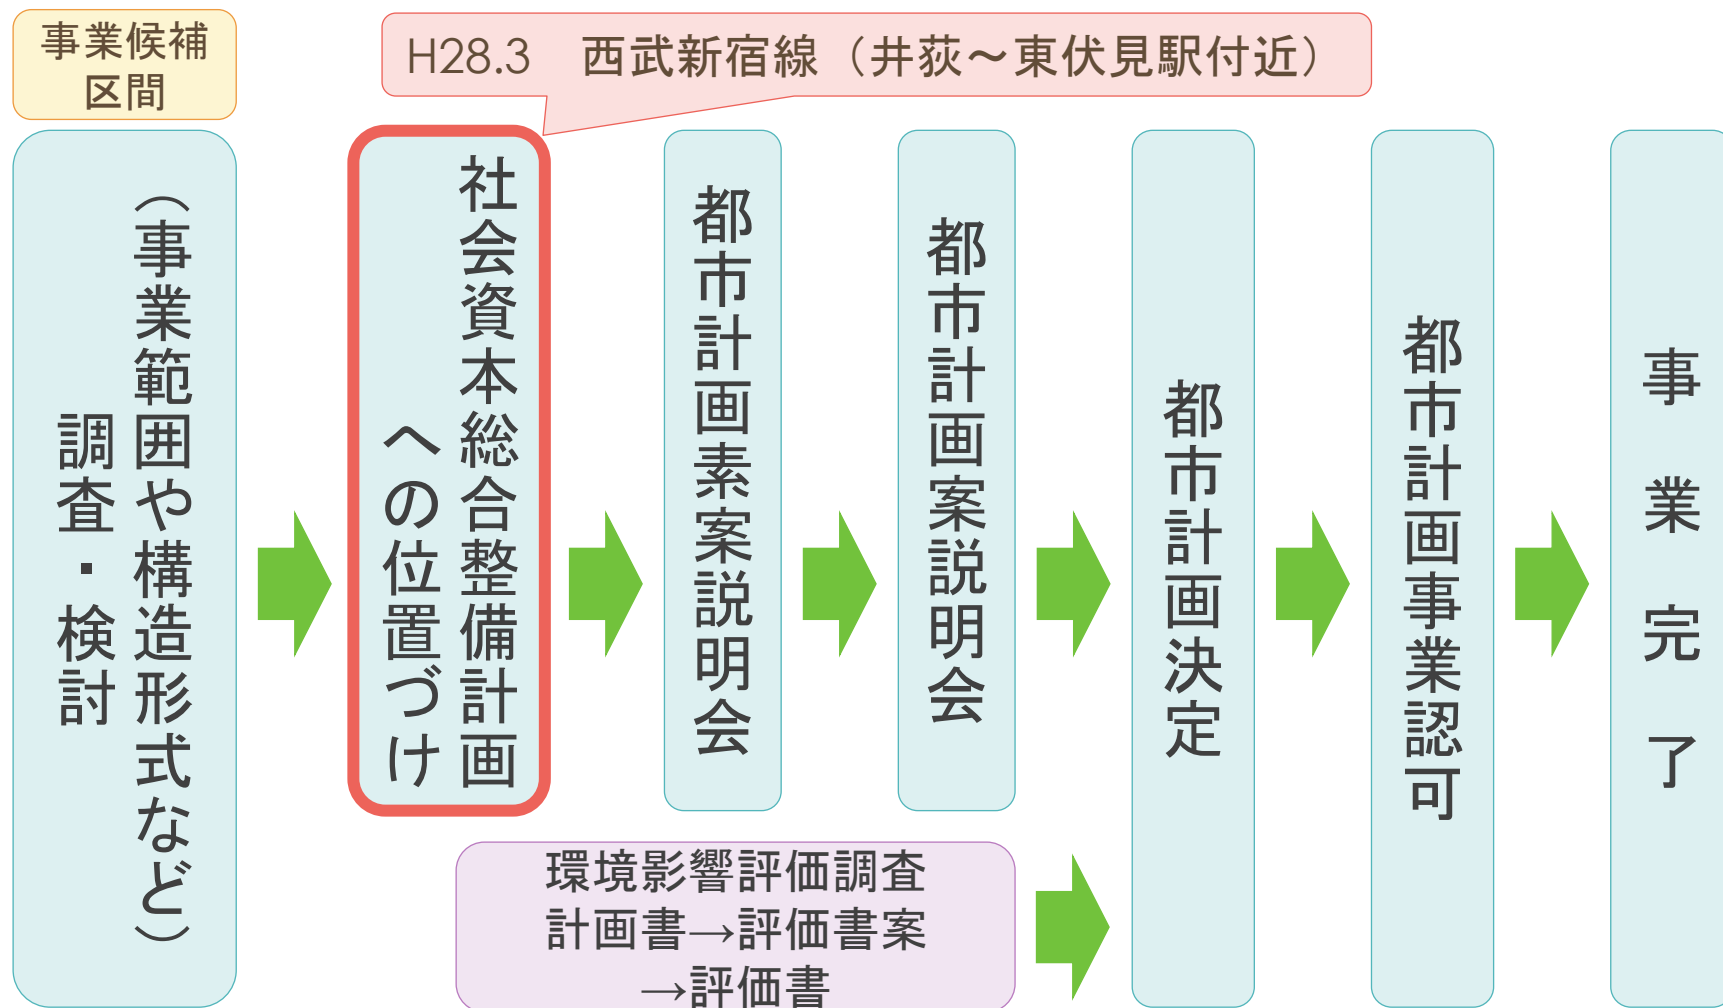 事業候補
区間
H28.3　西武新宿線（井荻～東伏見駅付近）
（事業範囲や構造形式など）
調査・検討
社会資本総合整備計画
への位置づけ
都市計画素案説明会
都市計画案説明会
都市計画決定
都市計画事業認可
事業完了
環境影響評価調査
計画書→評価書案
→評価書